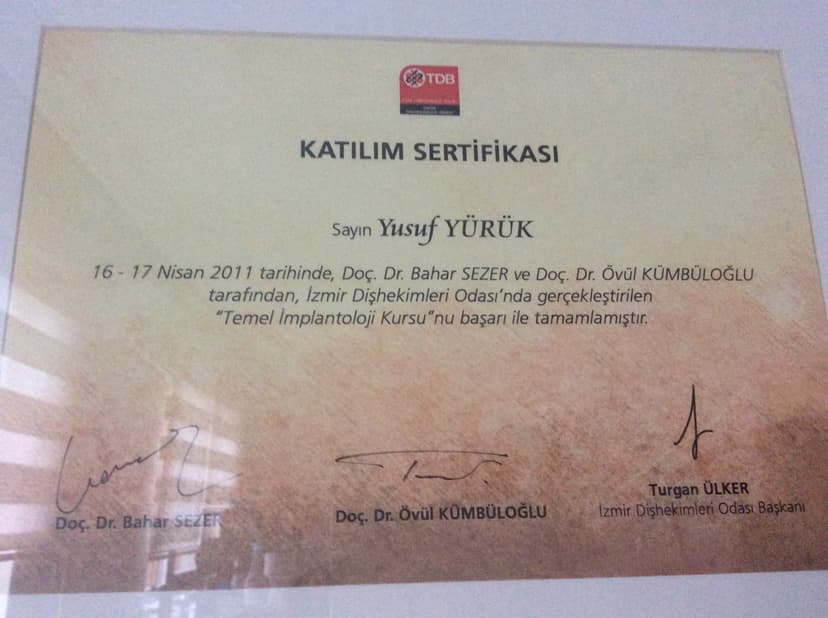 TDB
KATILIM SERTİFİKASI
Sayın Yusuf YÜRÜK
16 - 17 Nisan 2011 tarihinde, Doç. Dr. Bahar SEZER ve Doç. Dr. Övül KÜMBÜLOĞLU
tarafından, İzmir Dişhekimleri Odası'nda gerçekleştirilen
"Temel İmplantoloji Kursu"nu başarı ile tamamlamıştır.
Doç. Dr. Bahar SEZER
Doç. Dr. Övül KÜMBÜLOĞLU
Turgan ÜLKER
İzmir Dişhekimleri Odası Başkanı